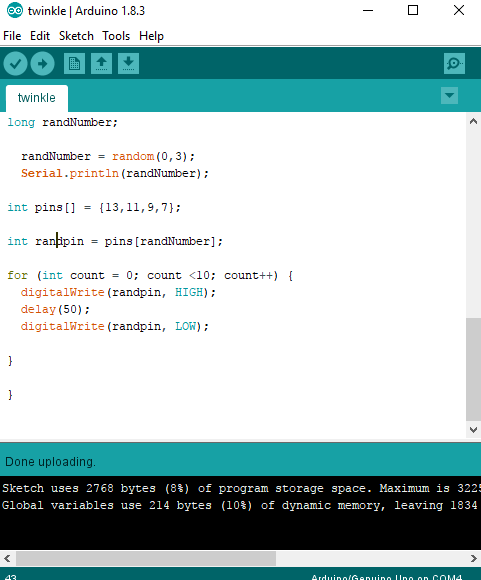 twinkle | Arduino 1.8.3
File Edit Sketch Tools Help
twinkle
long randNumber;
randNumber = random(0,3);
Serial.println(randNumber);
int pins[] = {13,11,9,7};
int randpin = pins[randNumber];
for (int count = 0; count <10; count++) {
digitalWrite(randpin, HIGH);
delay(50);
digitalWrite(randpin, LOW);
}
}
Done uploading.
Sketch uses 2768 bytes (8%) of program storage space. Maximum is 3225
Global variables use 214 bytes (10%) of dynamic memory, leaving 1834
43 Arduino/Genuino Uno on COM4